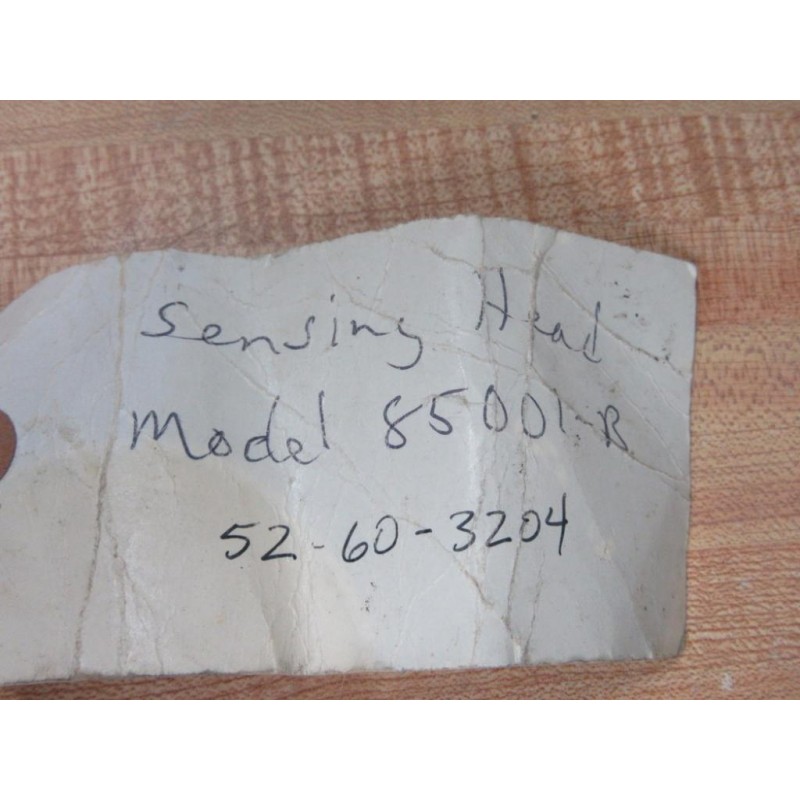 Sensing Head
Model 85001-B
52-60-3204